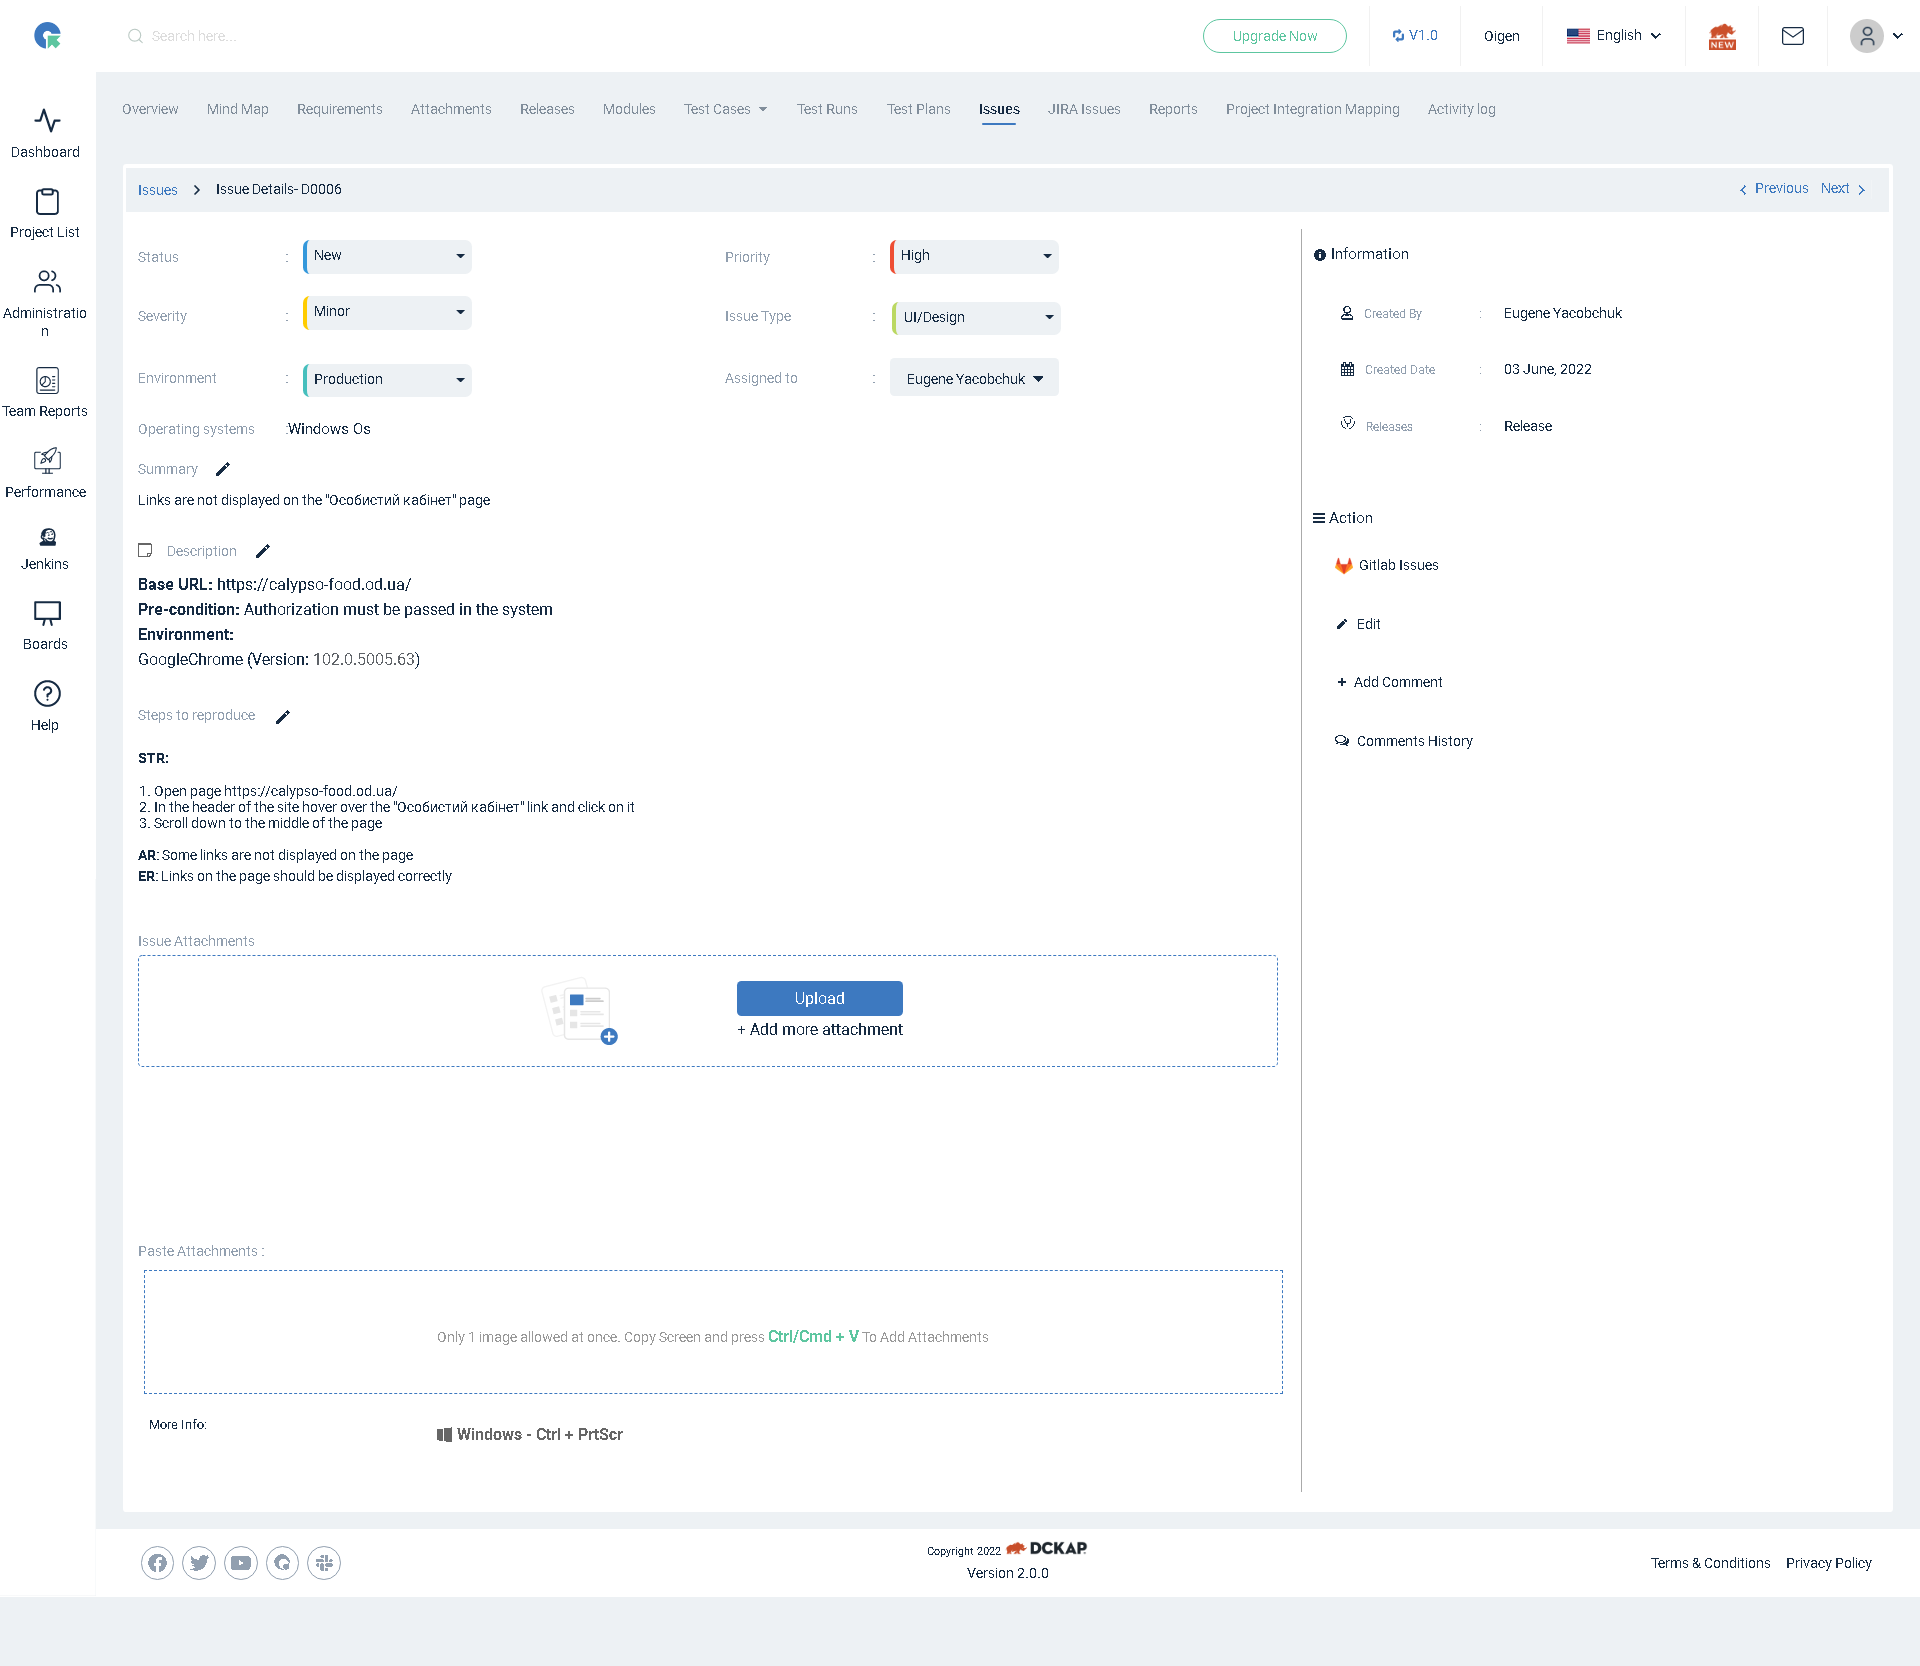 Search here...
Upgrade Now
V1.0
Oigen
English
NEW
Dashboard
Project List
Administratio
n
Team Reports
Performance
Jenkins
Boards
Help
Overview Mind Map Requirements Attachments Releases Modules Test Cases Test Runs Test Plans Issues JIRA Issues Reports Project Integration Mapping Activity log
Issues > Issue Details- D0006
Previous Next
Status : New
Priority : High
Severity : Minor
Issue Type : UI/Design
Environment : Production
Assigned to : Eugene Yacobchuk
Operating systems :Windows Os
Summary
Links are not displayed on the "Особистий кабінет" page
Description
Base URL: https://calypso-food.od.ua/
Pre-condition: Authorization must be passed in the system
Environment:
GoogleChrome (Version: 102.0.5005.63)
Steps to reproduce
STR:
1. Open page https://calypso-food.od.ua/
2. In the header of the site hover over the "Особистий кабінет" link and click on it
3. Scroll down to the middle of the page
AR: Some links are not displayed on the page
ER: Links on the page should be displayed correctly
Issue Attachments
Upload
+ Add more attachment
Paste Attachments :
Only 1 image allowed at once. Copy Screen and press Ctrl/Cmd + V To Add Attachments
More Info:
Windows - Ctrl + PrtScr
Information
Created By : Eugene Yacobchuk
Created Date : 03 June, 2022
Releases : Release
Action
Gitlab Issues
Edit
+ Add Comment
Comments History
Copyright 2022 DCKAP
Version 2.0.0
Terms & Conditions Privacy Policy